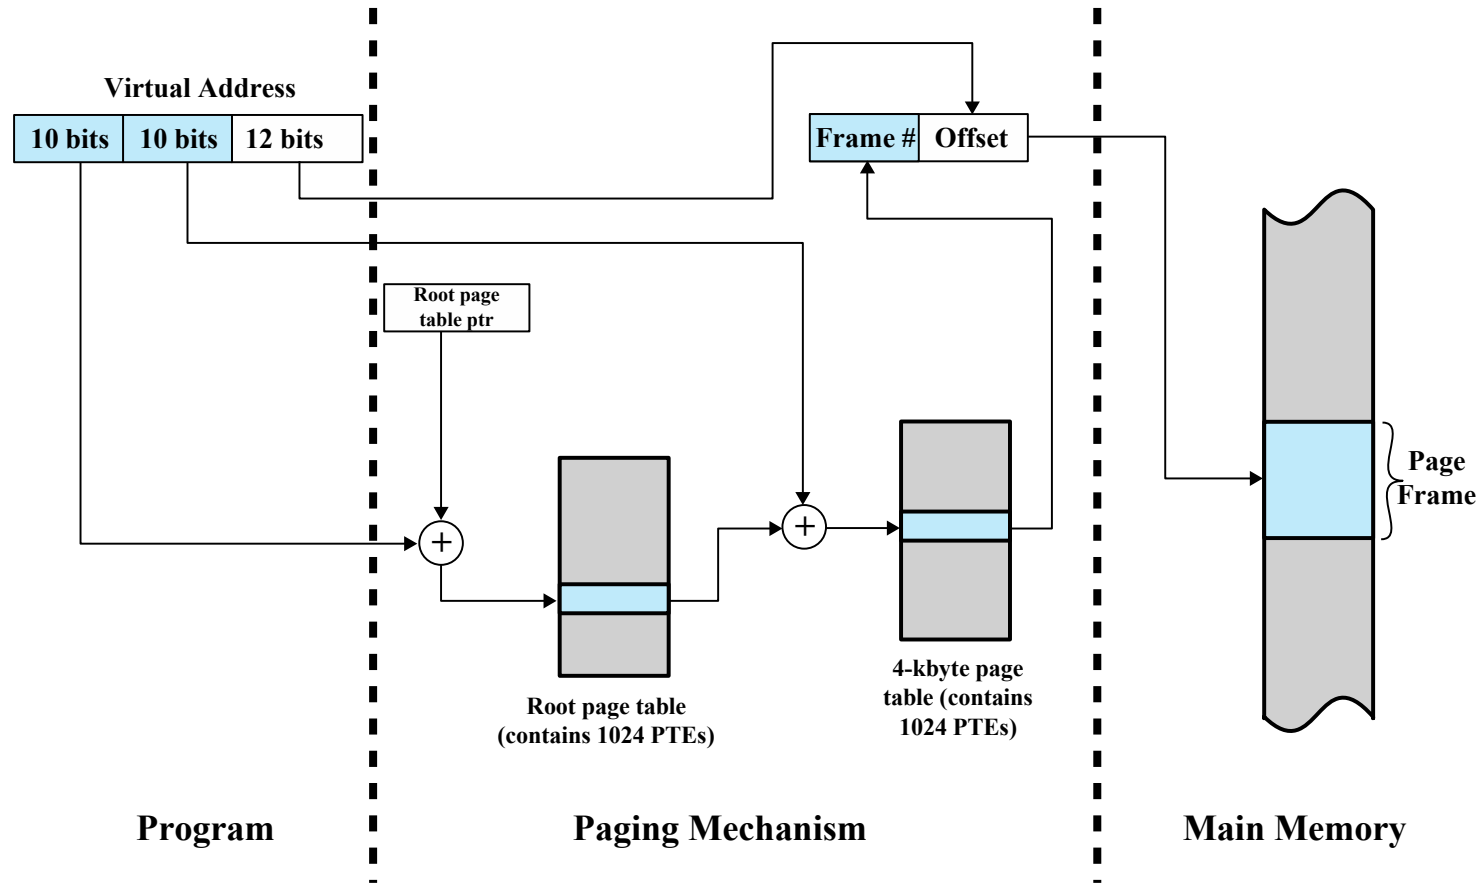 Virtual Address
10 bits
10 bits
12 bits
Frame #
Offset
Root page
table ptr
+
+
Page
Frame
4-kbyte page
table (contains
1024 PTEs)
Root page table
(contains 1024 PTEs)
Program
Paging Mechanism
Main Memory